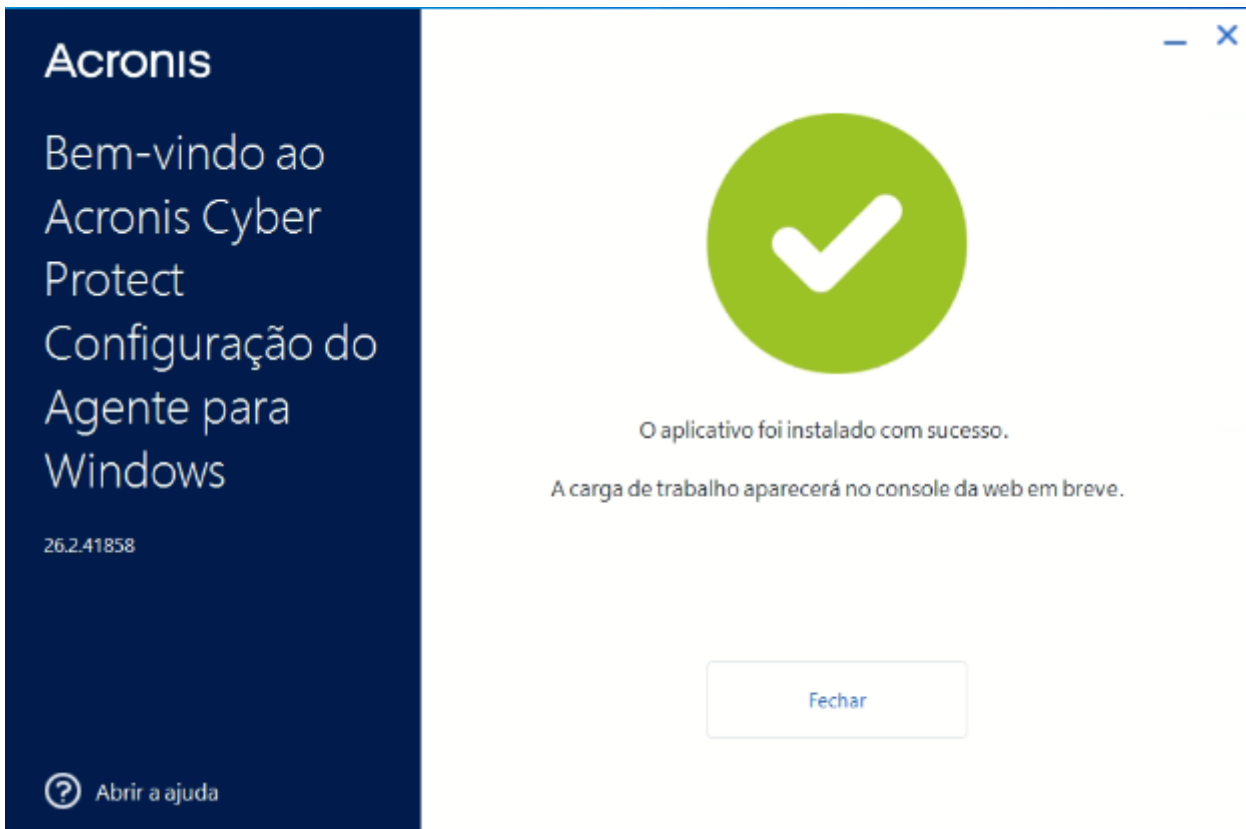 Acronis
Bem-vindo ao
Acronis Cyber
Protect
Configuração do
Agente para
Windows
26.2.41858
Abrir a ajuda
O aplicativo foi instalado com sucesso.
A carga de trabalho aparecerá no console da web em breve.
Fechar